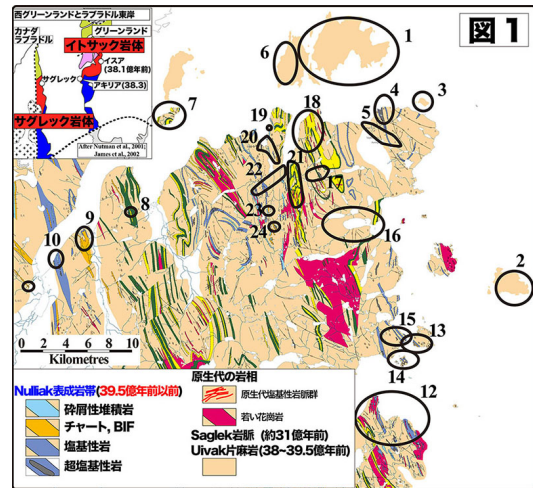 図1
西グリーンランドとラブラドル東岸
カナダ
ラブラドル
グリーンランド
イトサック岩体
イスア
(38.1億年前)
サグレック
アキリア(38.3)
サグレック岩体
After Nutman et al., 2001;
James et al., 2002
1
2
3
4
5
6
7
8
9
10
12
13
14
15
16
17
18
19
20
21
22
23
24
0 2 4 6 8 10
Kilometres
Nulliak表成岩帯(39.5億年前以前)
砕屑性堆積岩
チャート, BIF
塩基性岩
超塩基性岩
原生代の岩相
原生代塩基性岩脈群
若い花崗岩
Saglek岩脈 (約31億年前)
Uivak片麻岩(38~39.5億年前)